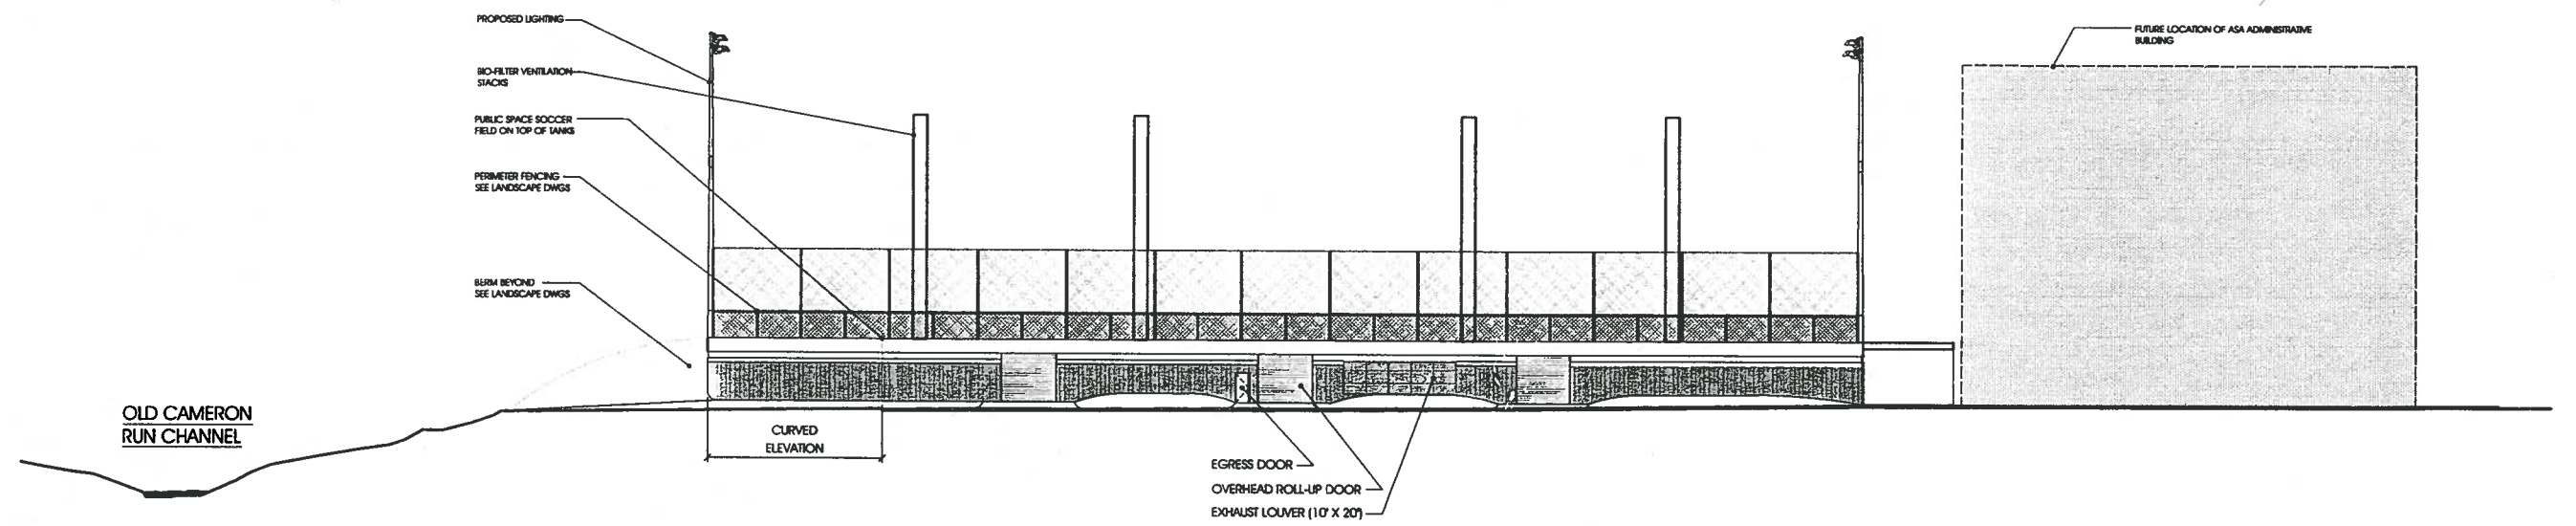 PROPOSED LIGHTING
BIO-FILTER VENTILATION
STACKS
PUBLIC SPACE SOCCER
FIELD ON TOP OF TANKS
PERIMETER FENCING
SEE LANDSCAPE DWGS
BERM BEYOND
SEE LANDSCAPE DWGS
FUTURE LOCATION OF ASA ADMINISTRATIVE
BUILDING
OLD CAMERON
RUN CHANNEL
CURVED
ELEVATION
EGRESS DOOR
OVERHEAD ROLL-UP DOOR
EXHAUST LOUVER (10' X 20')